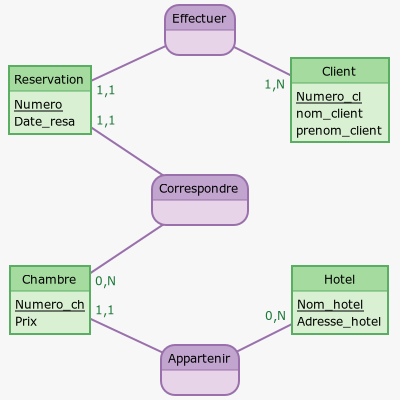 Effectuer
Reservation
Numero
Date_resa
1,1
1,1
Client
Numero_cl
nom_client
prenom_client
1,N
Correspondre
Chambre
Numero_ch
Prix
0,N
1,1
Hotel
Nom_hotel
Adresse_hotel
0,N
Appartenir